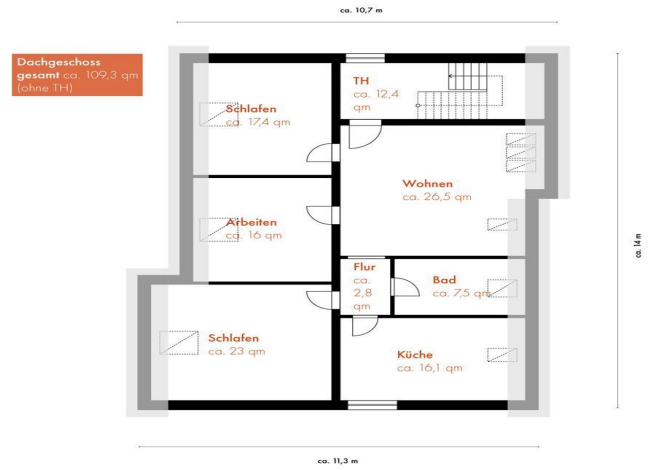 ca. 10,7 m
Dachgeschoss
gesamt ca. 109,3 qm
(ohne TH)
TH
ca. 12,4
qm
Schlafen
ca. 17,4 qm
Wohnen
ca. 26,5 qm
Arbeiten
ca. 16 qm
Flur
ca.
2,8
qm
Bad
ca. 7,5 qm
Schlafen
ca. 23 qm
Küche
ca. 16,1 qm
ca. 14 m
ca. 11,3 m